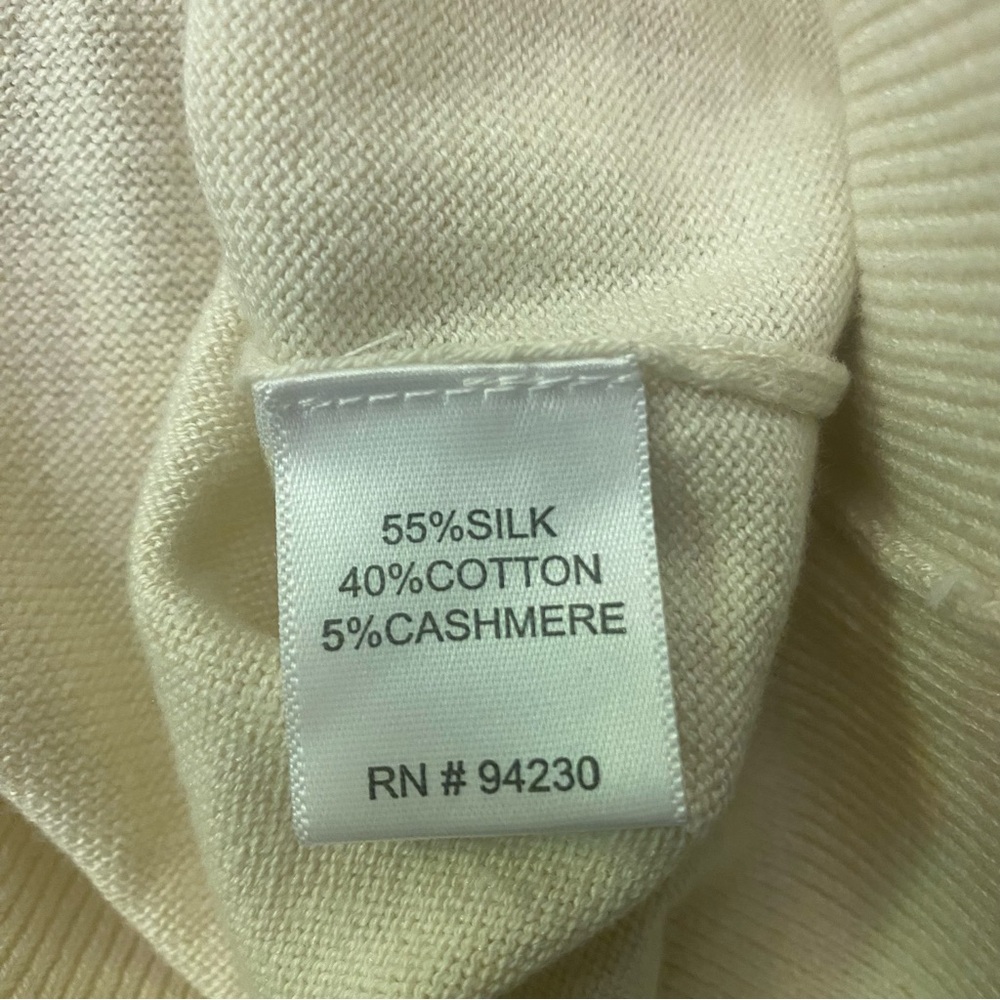 55%SILK
40%COTTON
5%CASHMERE
RN # 94230